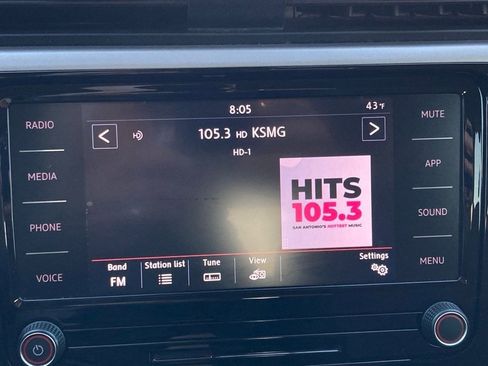 8:05 43°F
RADIO MUTE
105.3 HD KSMG
HD-1
MEDIA APP
HITS
105.3
SAN ANTONIO'S HOTTEST MUSIC
PHONE SOUND
Band Station list Tune View Settings
FM
VOICE MENU